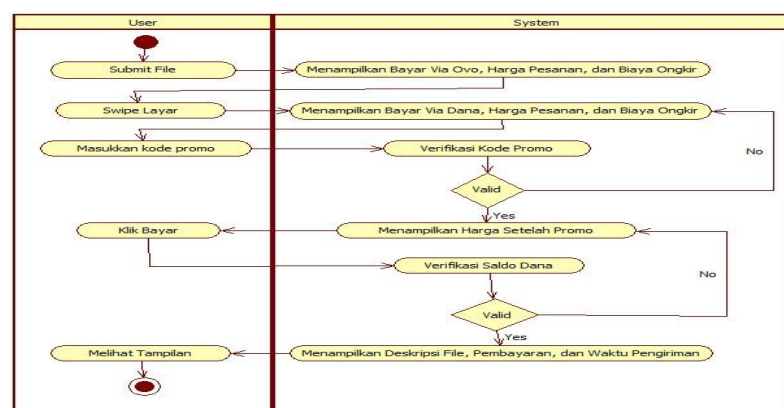 User
System
Submit File
Menampilkan Bayar Via Ovo, Harga Pesanan, dan Biaya Ongkir
Swipe Layar
Menampilkan Bayar Via Dana, Harga Pesanan, dan Biaya Ongkir
Masukkan kode promo
Verifikasi Kode Promo
No
Valid
Yes
Klik Bayar
Menampilkan Harga Setelah Promo
Verifikasi Saldo Dana
No
Valid
Yes
Melihat Tampilan
Menampilkan Deskripsi File, Pembayaran, dan Waktu Pengiriman